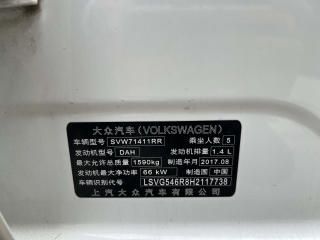 大众汽车(VOLKSWAGEN)
车辆型号 SVW71411RR 乘坐人数 5
发动机型号 DAH 发动机排量 1.4 L
最大允许总质量 1590kg 制造年月 2017.08
发动机最大净功率 66 kW 制造国 中国
车辆识别代号 LSVG546R8H2117738
上汽大众汽车有限公司